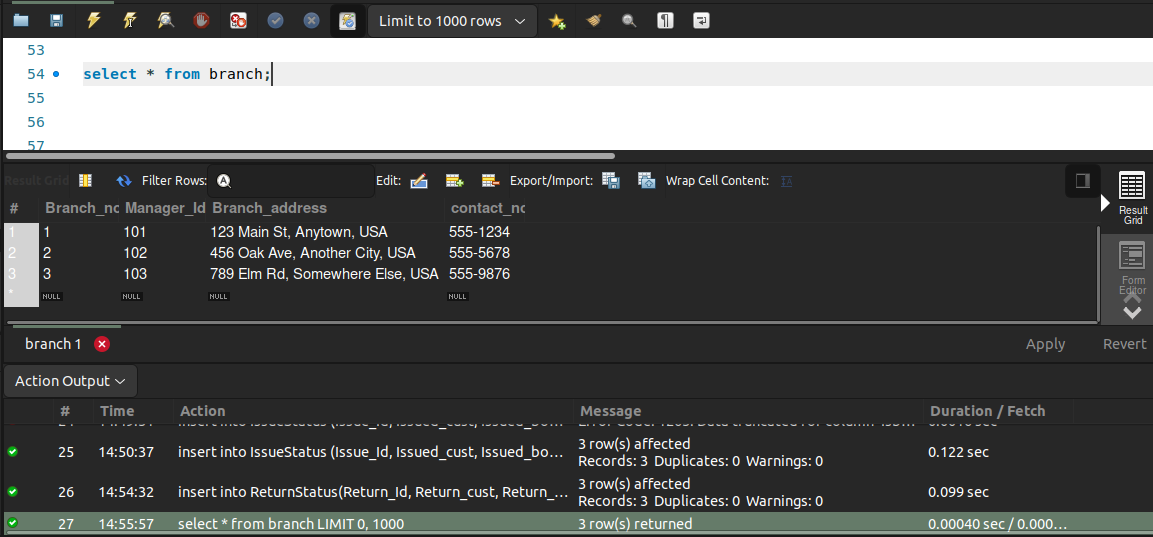 Limit to 1000 rows
53
54 select * from branch;
55
56
57
Result Grid Filter Rows: Edit: Export/Import: Wrap Cell Content: IA
# Branch_no Manager_Id Branch_address contact_no
1 1 101 123 Main St, Anytown, USA 555-1234
2 2 102 456 Oak Ave, Another City, USA 555-5678
3 3 103 789 Elm Rd, Somewhere Else, USA 555-9876
* NULL NULL NULL NULL
Result
Grid
Form
Editor
branch 1 Apply Revert
Action Output
# Time Action Message Duration / Fetch
25 14:50:37 insert into IssueStatus (Issue_Id, Issued_cust, Issued_bo... 3 row(s) affected
Records: 3 Duplicates: 0 Warnings: 0 0.122 sec
26 14:54:32 insert into ReturnStatus(Return_Id, Return_cust, Return_... 3 row(s) affected
Records: 3 Duplicates: 0 Warnings: 0 0.099 sec
27 14:55:57 select * from branch LIMIT 0, 1000 3 row(s) returned 0.00040 sec / 0.000...